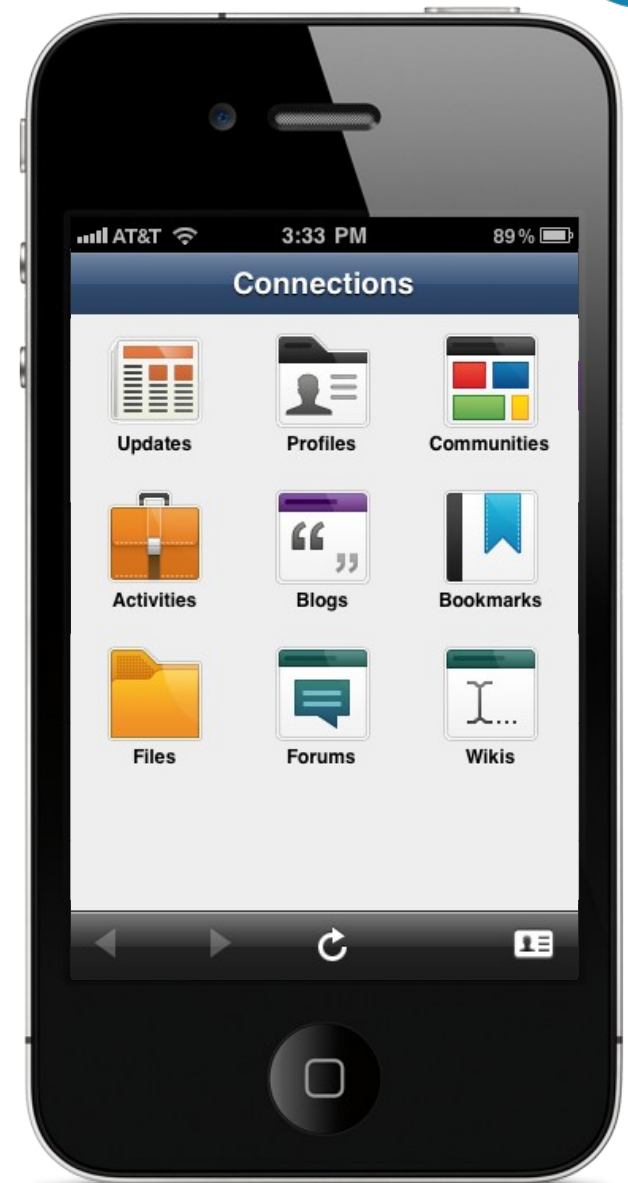 AT&T 3:33 PM 89%
Connections
Updates Profiles Communities
Activities Blogs Bookmarks
Files Forums Wikis